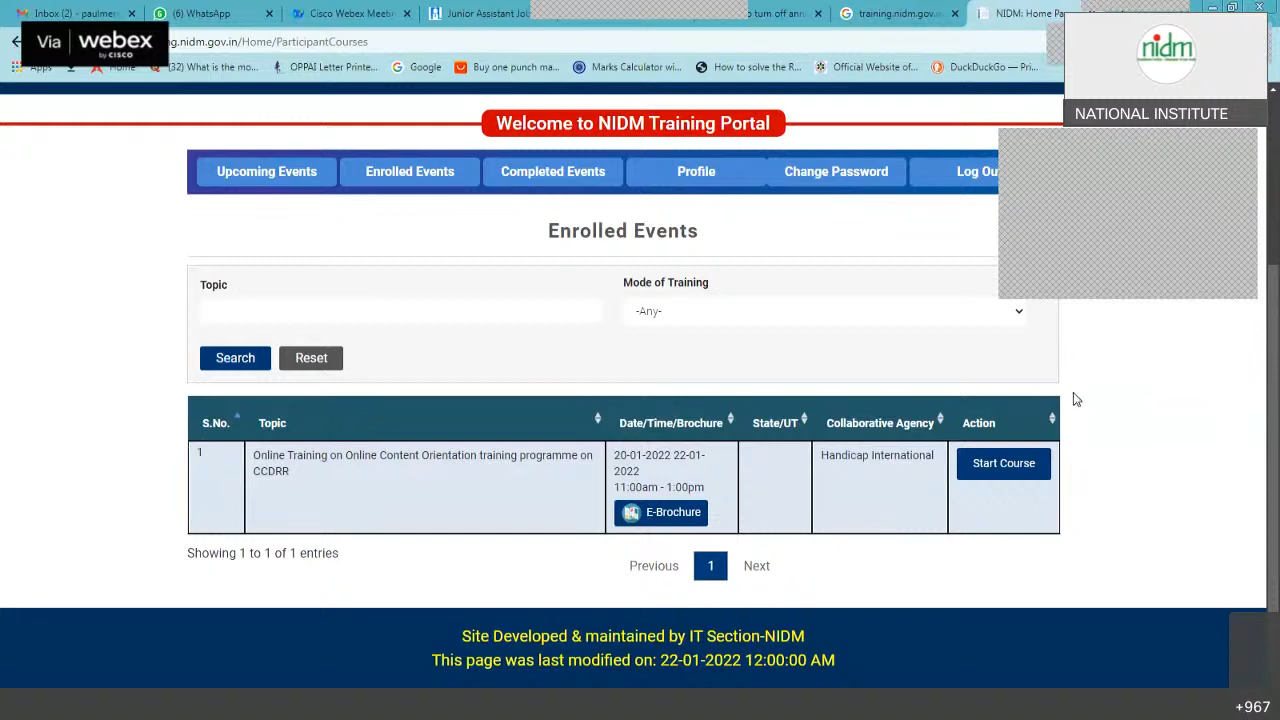 Inbox (2) - paulmer
(6) WhatsApp
Cisco Webex Meeti
Junior Assistant Jo
to turn off ann
training.nidm.gov.in
NIDM: Home Pa
Via webex
by CISCO
ng.nidm.gov.in/Home/ParticipantCourses
Apps
Home
(32) What is the mo...
OPPAI Letter Printe...
Google
Buy one punch ma...
Marks Calculator wi...
How to solve the R...
Official Website of...
DuckDuckGo — Pri...
nidm
NATIONAL INSTITUTE
Welcome to NIDM Training Portal
Upcoming Events
Enrolled Events
Completed Events
Profile
Change Password
Log Ou
Enrolled Events
Topic
Mode of Training
-Any-
Search
Reset
S.No.
Topic
Date/Time/Brochure
State/UT
Collaborative Agency
Action
1
Online Training on Online Content Orientation training programme on
CCDRR
20-01-2022 22-01-
2022
11:00am - 1:00pm
E-Brochure
Handicap International
Start Course
Showing 1 to 1 of 1 entries
Previous
1
Next
Site Developed & maintained by IT Section-NIDM
This page was last modified on: 22-01-2022 12:00:00 AM
+967